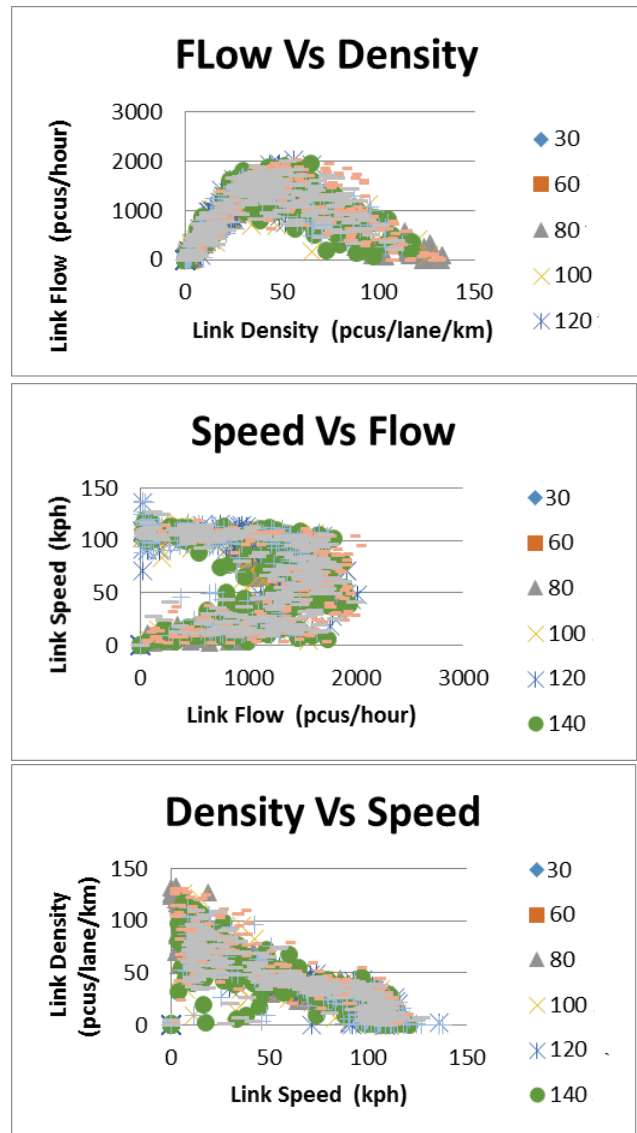 FLow Vs Density
Link Flow (pcus/hour)
3000
2000
1000
0
0 50 100 150
Link Density (pcus/lane/km)
30
60
80
100
120
Speed Vs Flow
Link Speed (kph)
150
100
50
0
0 1000 2000 3000
Link Flow (pcus/hour)
30
60
80
100
120
140
Density Vs Speed
Link Density
(pcus/lane/km)
150
100
50
0
0 50 100 150
Link Speed (kph)
30
60
80
100
120
140